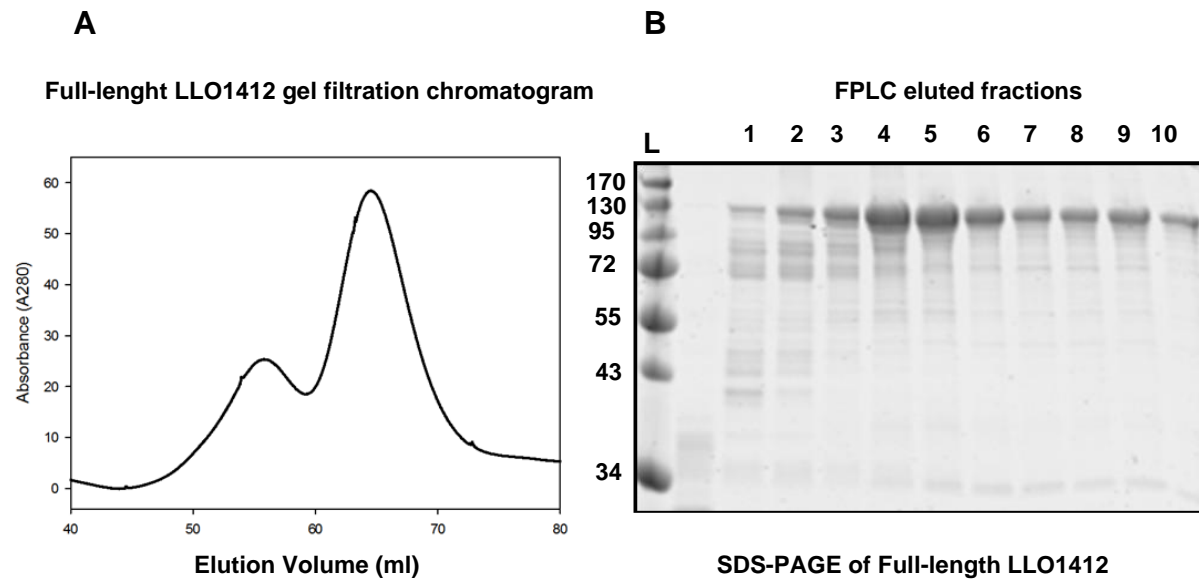 A
Full-lenght LLO1412 gel filtration chromatogram
Absorbance (A280)
60
50
40
30
20
10
0
40 50 60 70 80
Elution Volume (ml)
B
FPLC eluted fractions
L 1 2 3 4 5 6 7 8 9 10
170
130
95
72
55
43
34
SDS-PAGE of Full-length LLO1412